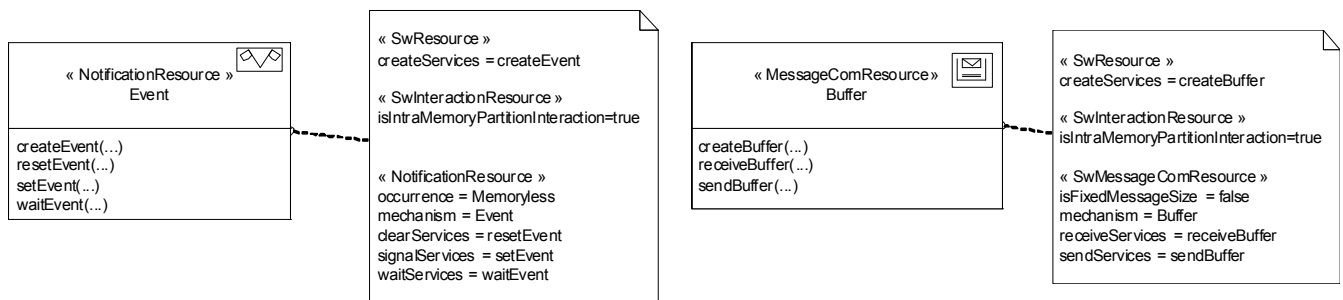 « NotificationResource »
Event
createEvent(...)
resetEvent(...)
setEvent(...)
waitEvent(...)
« SwResource »
createServices = createEvent
« SwInteractionResource »
isIntraMemoryPartitionInteraction=true
« NotificationResource »
occurrence = Memoryless
mechanism = Event
clearServices = resetEvent
signalServices = setEvent
waitServices = waitEvent
« MessageComResource»
Buffer
createBuffer(...)
receiveBuffer(...)
sendBuffer(...)
« SwResource »
createServices = createBuffer
« SwInteractionResource »
isIntraMemoryPartitionInteraction=true
« SwMessageComResource »
isFixedMessageSize = false
mechanism = Buffer
receiveServices = receiveBuffer
sendServices = sendBuffer